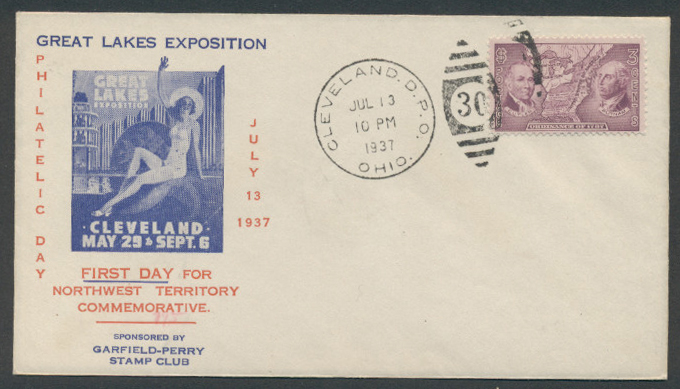 GREAT LAKES EXPOSITION
PHILATELIC DAY
GREAT
LAKES
EXPOSITION
JULY
13
1937
· CLEVELAND ·
MAY 29 to SEPT. 6
FIRST DAY FOR
NORTHWEST TERRITORY
COMMEMORATIVE.
SPONSORED BY
GARFIELD-PERRY
STAMP CLUB
CLEVELAND. D.P.O.
JUL 13
10 PM
1937
OHIO.
30
3
CENTS
ORDINANCE OF 1787